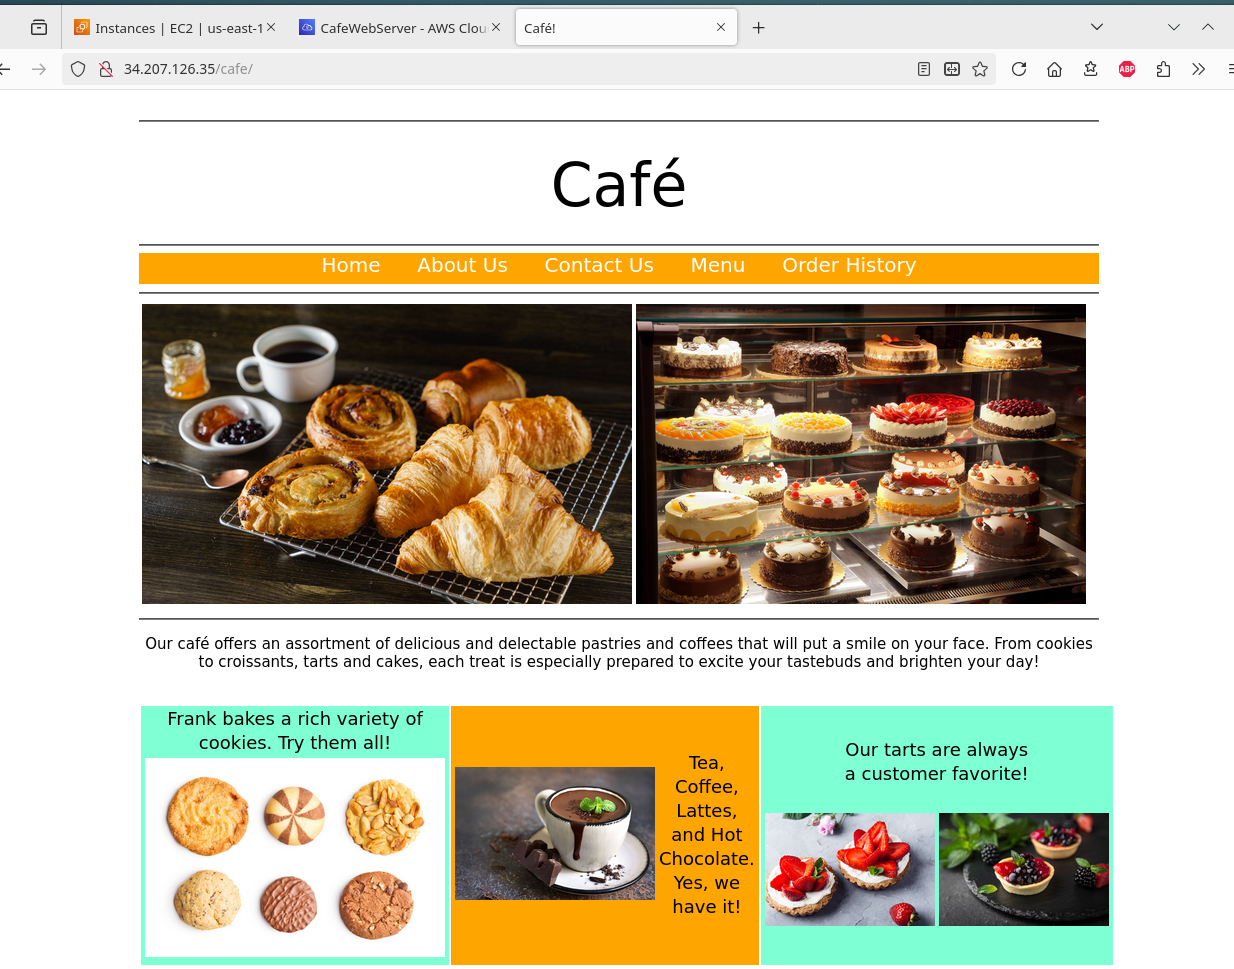 Instances | EC2 | us-east-1
CafeWebServer - AWS Clou
Café!
34.207.126.35/cafe/
ABP
Café
Home About Us Contact Us Menu Order History
Our café offers an assortment of delicious and delectable pastries and coffees that will put a smile on your face. From cookies
to croissants, tarts and cakes, each treat is especially prepared to excite your tastebuds and brighten your day!
Frank bakes a rich variety of
cookies. Try them all!
Tea,
Coffee,
Lattes,
and Hot
Chocolate.
Yes, we
have it!
Our tarts are always
a customer favorite!